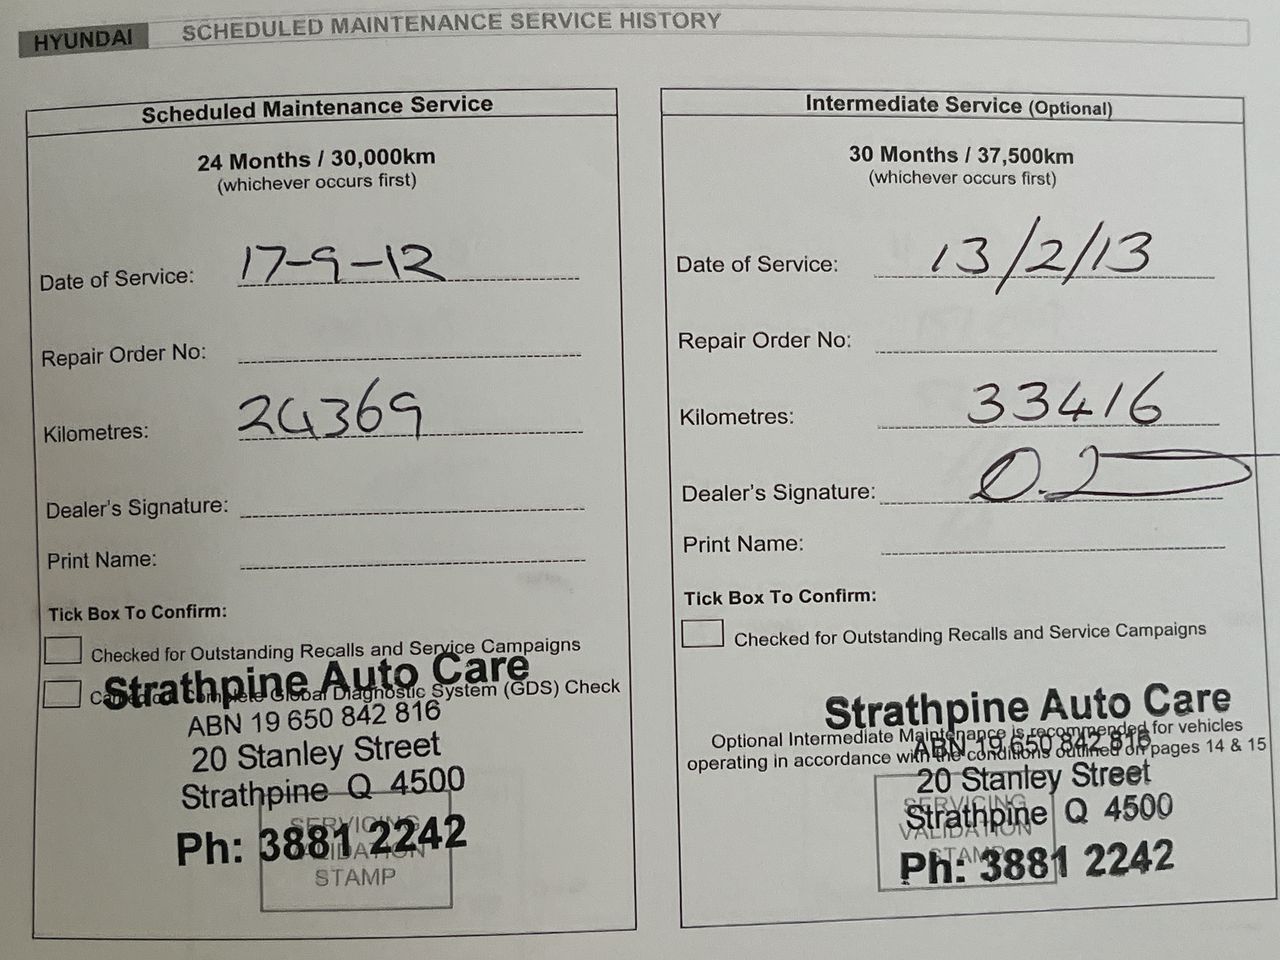 HYUNDAI SCHEDULED MAINTENANCE SERVICE HISTORY
Scheduled Maintenance Service
24 Months / 30,000km
(whichever occurs first)
Date of Service: 17-9-12
Repair Order No:
Kilometres: 24369
Dealer's Signature:
Print Name:
Tick Box To Confirm:
Checked for Outstanding Recalls and Service Campaigns
Complete Global Diagnostic System (GDS) Check
Strathpine Auto Care
ABN 19 650 842 816
20 Stanley Street
Strathpine Q 4500
Ph: 3881 2242
SERVICING
VALIDATION
STAMP
Intermediate Service (Optional)
30 Months / 37,500km
(whichever occurs first)
Date of Service: 13/2/13
Repair Order No:
Kilometres: 33416
Dealer's Signature:
Print Name:
Tick Box To Confirm:
Checked for Outstanding Recalls and Service Campaigns
Optional Intermediate Maintenance is recommended for vehicles
operating in accordance with the conditions outlined on pages 14 & 15
Strathpine Auto Care
ABN 19 650 842 816
20 Stanley Street
Strathpine Q 4500
Ph: 3881 2242
SERVICING
VALIDATION
STAMP